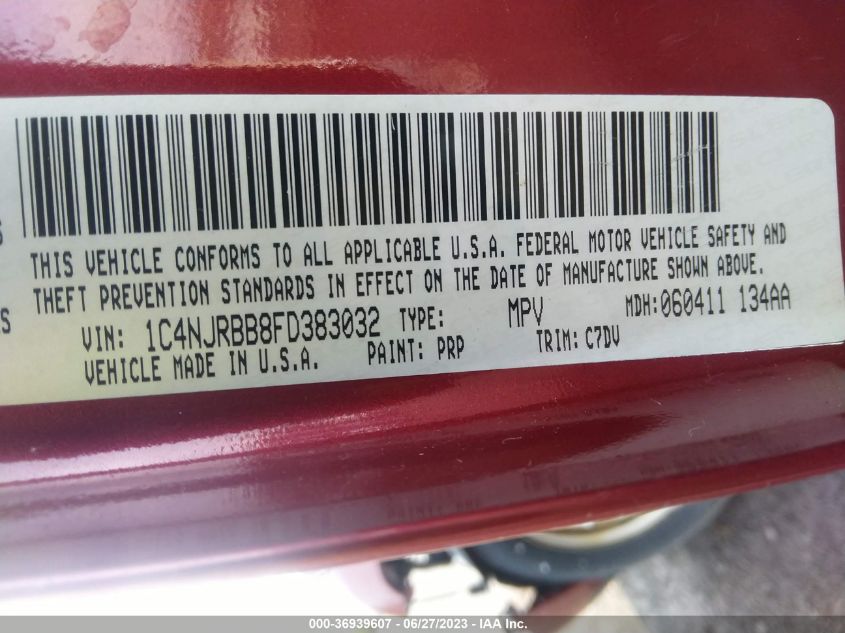 THIS VEHICLE CONFORMS TO ALL APPLICABLE U.S.A. FEDERAL MOTOR VEHICLE SAFETY AND
THEFT PREVENTION STANDARDS IN EFFECT ON THE DATE OF MANUFACTURE SHOWN ABOVE.
VIN: 1C4NJRBB8FD383032 TYPE: MPV MDH:060411 134AA
VEHICLE MADE IN U.S.A. PAINT: PRP TRIM: C7DV
000-36939607 - 06/27/2023 - IAA Inc.